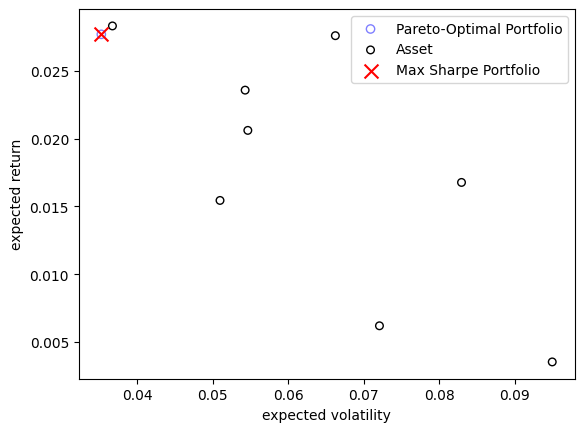 Pareto-Optimal Portfolio
Asset
Max Sharpe Portfolio
0.025
0.020
0.015
0.010
0.005
expected return
0.04 0.05 0.06 0.07 0.08 0.09
expected volatility